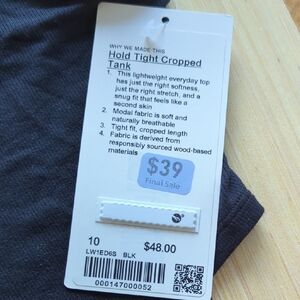 WHY WE MADE THIS
Hold Tight Cropped
Tank
1. This lightweight everyday top
has just the right softness,
just the right stretch, and a
snug fit that feels like a
second skin
2. Modal fabric is soft and
naturally breathable
3. Tight fit, cropped length
4. Fabric is derived from
responsibly sourced wood-based
materials
$39
Final Sale
10 $48.00
LW1ED6S BLK
000147000052